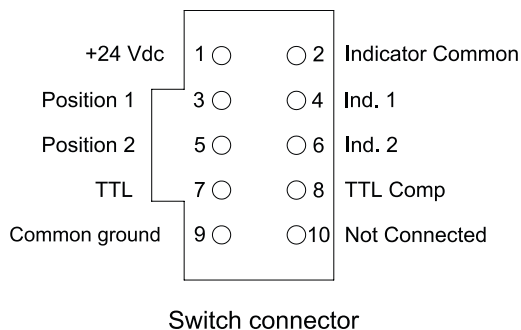 +24 Vdc 1 2 Indicator Common
Position 1 3 4 Ind. 1
Position 2 5 6 Ind. 2
TTL 7 8 TTL Comp
Common ground 9 10 Not Connected
Switch connector